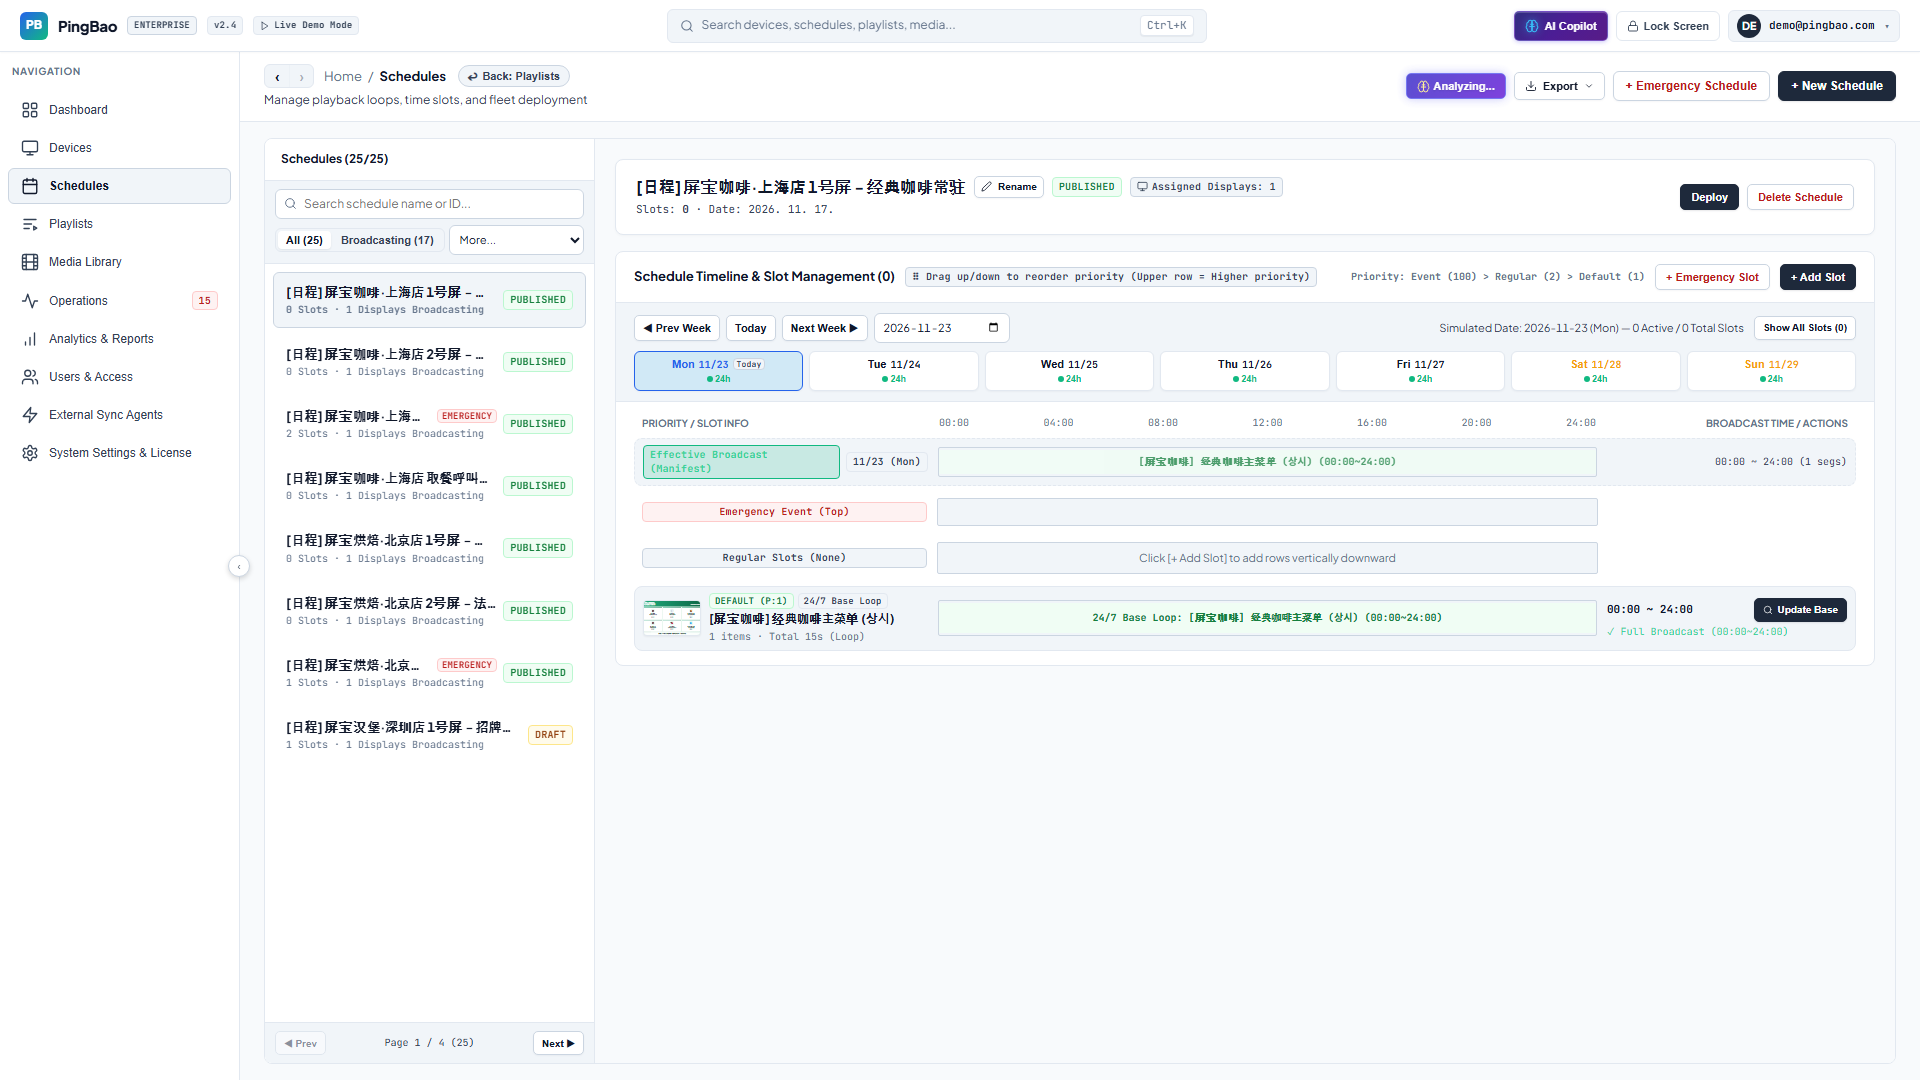 PB PingBao ENTERPRISE v2.4 Live Demo Mode
Search devices, schedules, playlists, media... Ctrl+K
AI Copilot Lock Screen DE demo@pingbao.com
NAVIGATION
Dashboard
Devices
Schedules
Playlists
Media Library
Operations 15
Analytics & Reports
Users & Access
External Sync Agents
System Settings & License
Home / Schedules Back: Playlists
Manage playback loops, time slots, and fleet deployment
Analyzing... Export + Emergency Schedule + New Schedule
Schedules (25/25)
Search schedule name or ID...
All (25) Broadcasting (17) More...
[日程] 屏宝咖啡·上海店 1号屏 – ... PUBLISHED
0 Slots · 1 Displays Broadcasting
[日程] 屏宝咖啡·上海店 2号屏 – ... PUBLISHED
0 Slots · 1 Displays Broadcasting
[日程] 屏宝咖啡·上海... EMERGENCY PUBLISHED
2 Slots · 1 Displays Broadcasting
[日程] 屏宝咖啡·上海店 取餐呼叫... PUBLISHED
0 Slots · 1 Displays Broadcasting
[日程] 屏宝烘焙·北京店 1号屏 – ... PUBLISHED
0 Slots · 1 Displays Broadcasting
[日程] 屏宝烘焙·北京店 2号屏 – 法... PUBLISHED
0 Slots · 1 Displays Broadcasting
[日程] 屏宝烘焙·北京... EMERGENCY PUBLISHED
1 Slots · 1 Displays Broadcasting
[日程] 屏宝汉堡·深圳店 1号屏 – 招牌... DRAFT
1 Slots · 1 Displays Broadcasting
◀ Prev Page 1 / 4 (25) Next ▶
[日程] 屏宝咖啡·上海店 1号屏 – 经典咖啡常驻 Rename PUBLISHED Assigned Displays: 1
Slots: 0 · Date: 2026. 11. 17.
Deploy Delete Schedule
Schedule Timeline & Slot Management (0) ⠿ Drag up/down to reorder priority (Upper row = Higher priority) Priority: Event (100) > Regular (2) > Default (1) + Emergency Slot + Add Slot
◀ Prev Week Today Next Week ▶ 2026-11-23 Simulated Date: 2026-11-23 (Mon) — 0 Active / 0 Total Slots Show All Slots (0)
Mon 11/23 Today Tue 11/24 Wed 11/25 Thu 11/26 Fri 11/27 Sat 11/28 Sun 11/29
24h 24h 24h 24h 24h 24h 24h
PRIORITY / SLOT INFO 00:00 04:00 08:00 12:00 16:00 20:00 24:00 BROADCAST TIME / ACTIONS
Effective Broadcast
(Manifest)
11/23 (Mon) [屏宝咖啡] 经典咖啡主菜单 (상시) (00:00~24:00) 00:00 ~ 24:00 (1 segs)
Emergency Event (Top)
Regular Slots (None) Click [+ Add Slot] to add rows vertically downward
DEFAULT (P:1) 24/7 Base Loop
[屏宝咖啡] 经典咖啡主菜单 (상시)
1 items · Total 15s (Loop)
24/7 Base Loop: [屏宝咖啡] 经典咖啡主菜单 (상시) (00:00~24:00)
00:00 ~ 24:00 Update Base
✓ Full Broadcast (00:00~24:00)